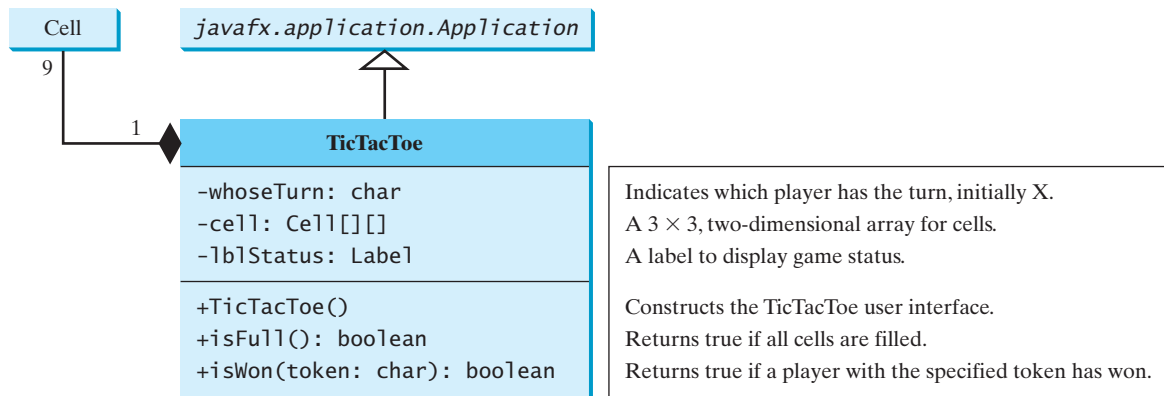 Cell
javafx.application.Application
9
1
TicTacToe
-whoseTurn: char
-cell: Cell[][]
-lblStatus: Label
+TicTacToe()
+isFull(): boolean
+isWon(token: char): boolean
Indicates which player has the turn, initially X.
A 3 × 3, two-dimensional array for cells.
A label to display game status.
Constructs the TicTacToe user interface.
Returns true if all cells are filled.
Returns true if a player with the specified token has won.